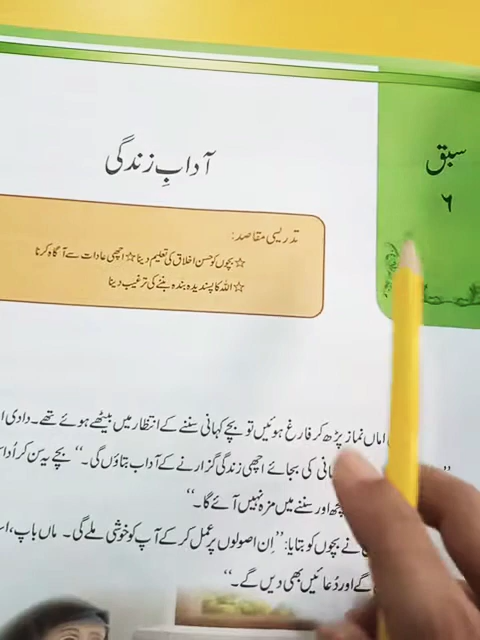 سبق
۶
آدابِ زندگی
تدریسی مقاصد:
☆ بچوں کو حسن اخلاق کی تعلیم دینا ☆ اچھی عادات سے آگاہ کرنا
☆ اللہ کا پسندیدہ بندہ بننے کی ترغیب دینا
اماں نماز پڑھ کر فارغ ہوئیں تو بچے کہانی سننے کے انتظار میں بیٹھے ہوئے تھے۔ دادی
کی بجائے اچھی زندگی گزارنے کے آداب بتاؤں گی۔‘‘ بچے یہ سن کر
اور سننے میں مزہ نہیں آئے گا۔‘‘
نے بچوں کو بتایا: ’’اِن اصولوں پر عمل کر کے آپ کو خوشی ملے گی۔ ماں باپ،
گے اور دُعائیں بھی دیں گے۔‘‘